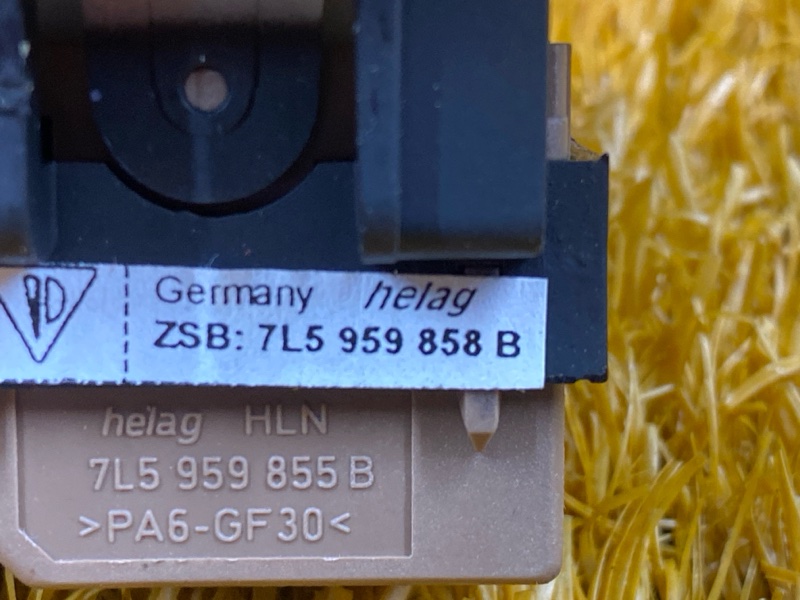 Germany helag
ZSB: 7L5 959 858 B
helag HLN
7L5 959 855 B
>PA6-GF30<